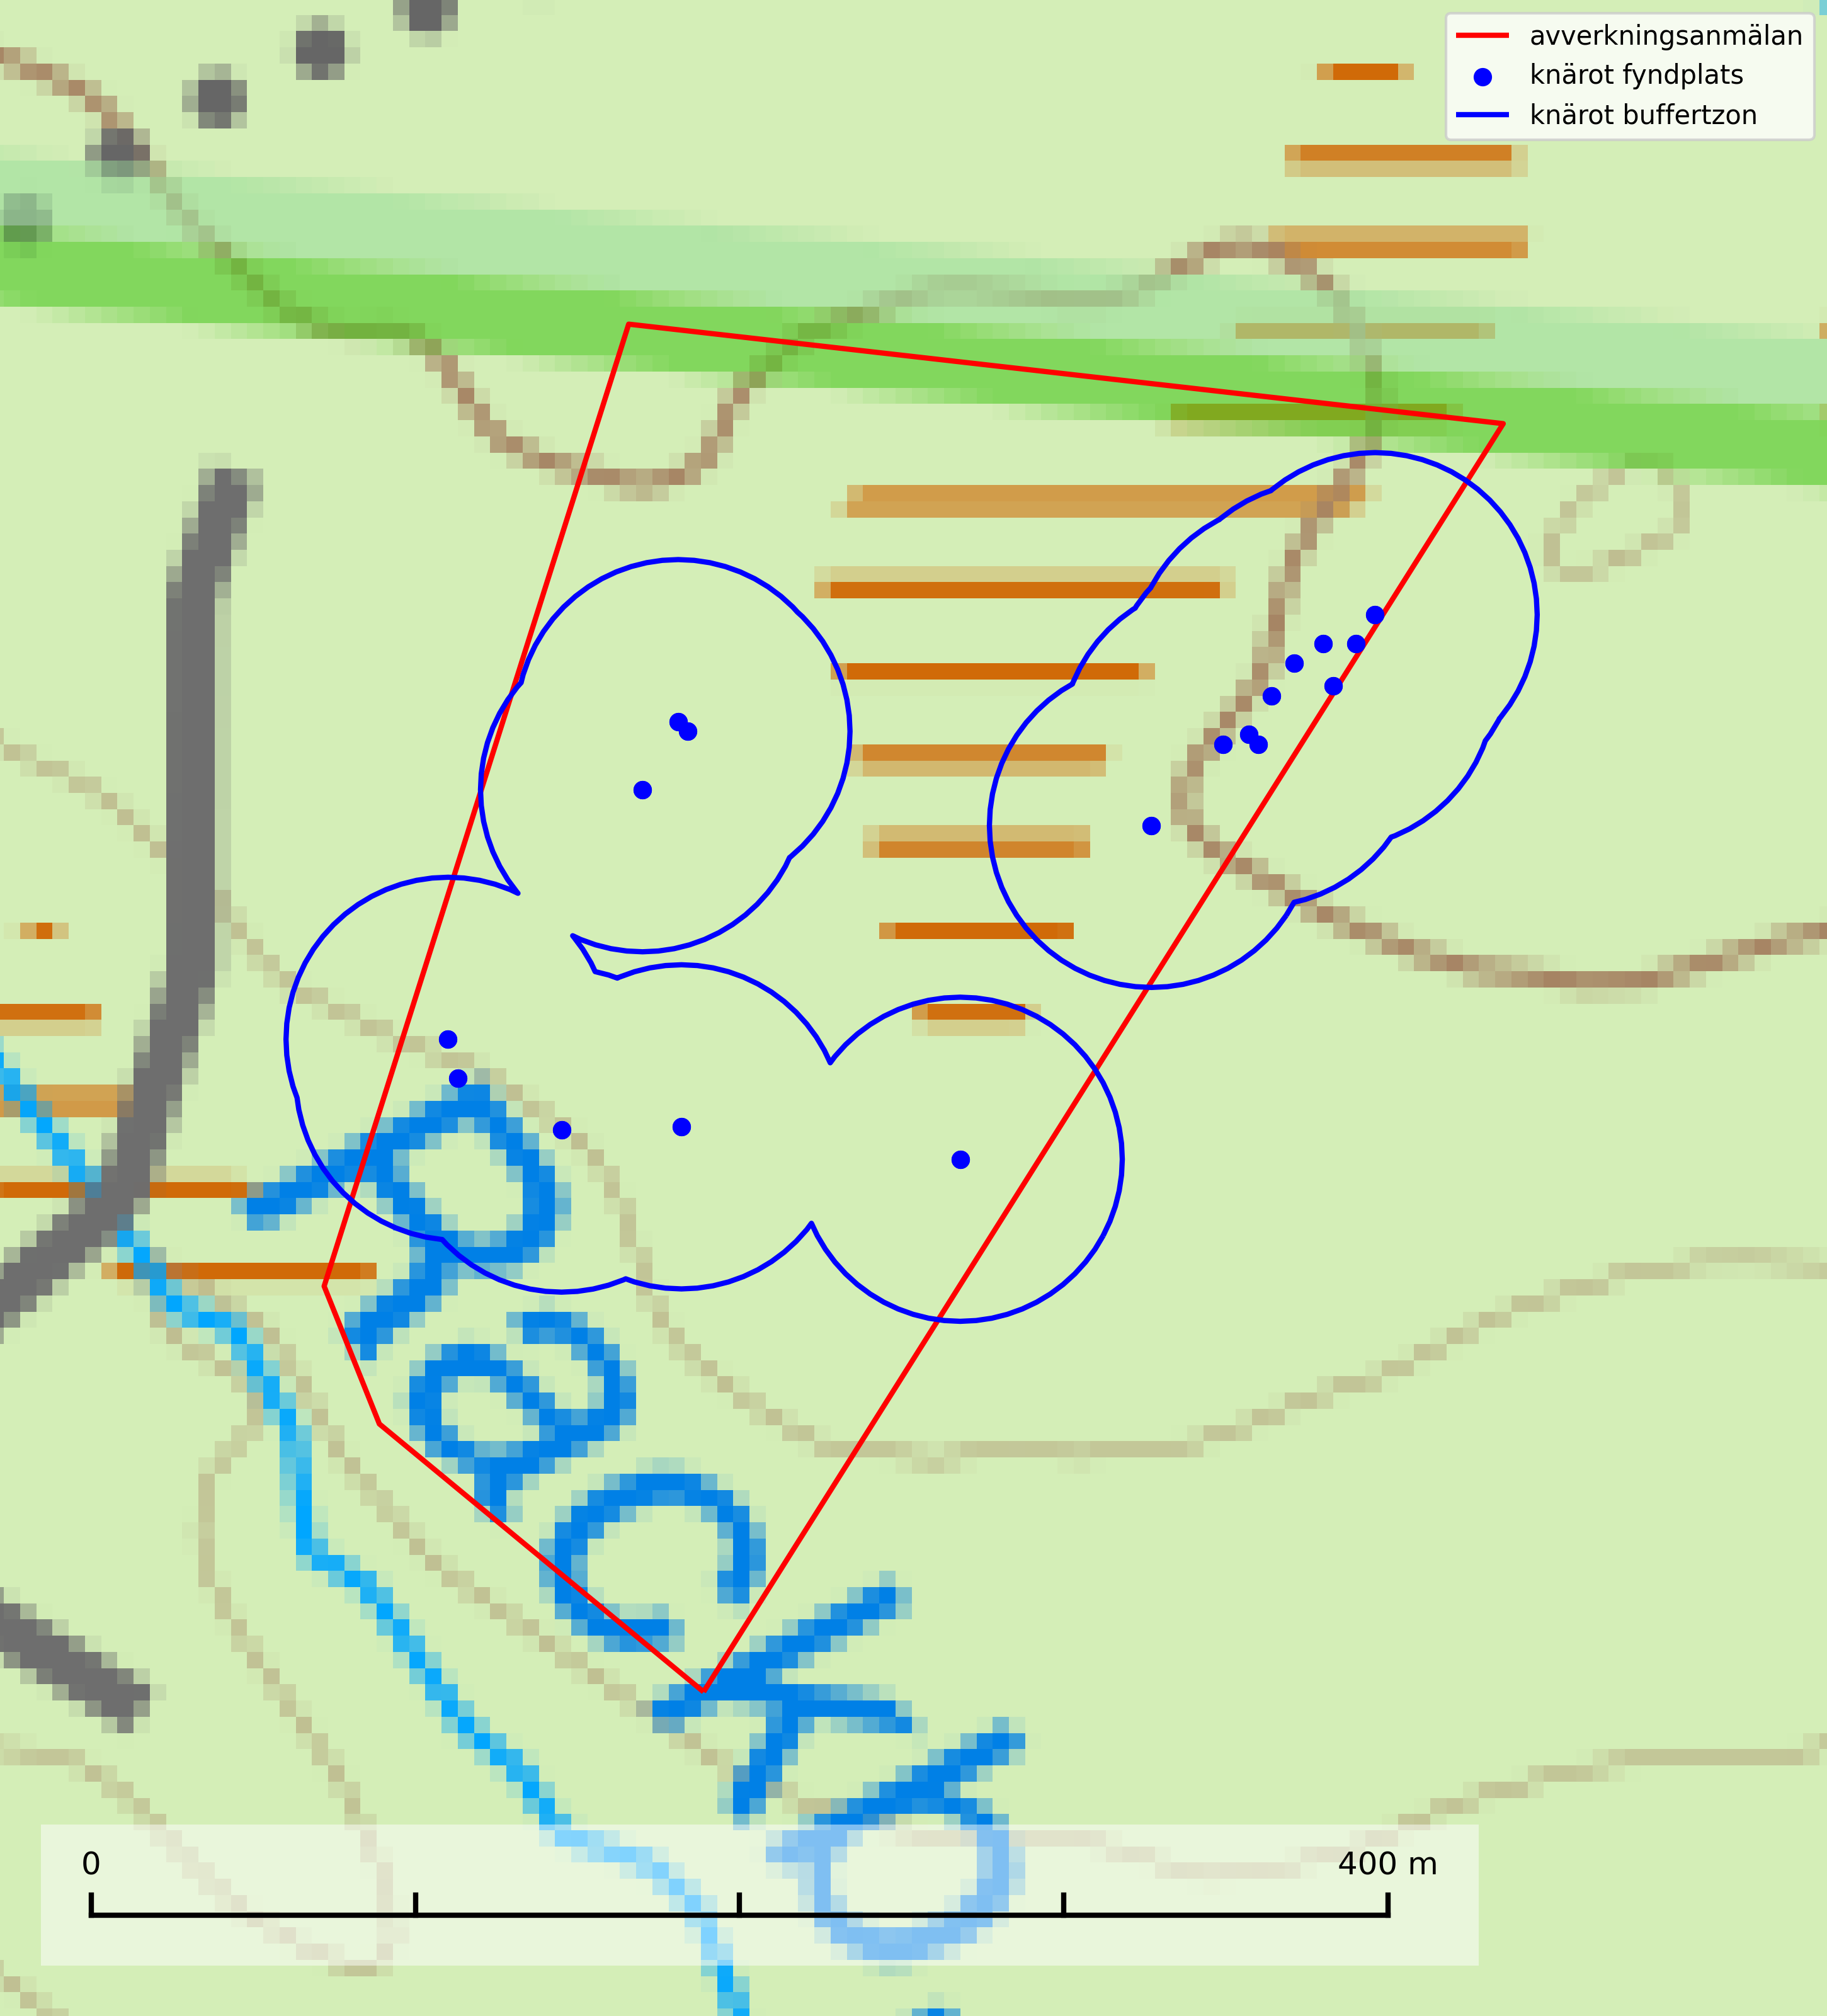 avverkningsanmälan
knärot fyndplats
knärot buffertzon
0 400 m